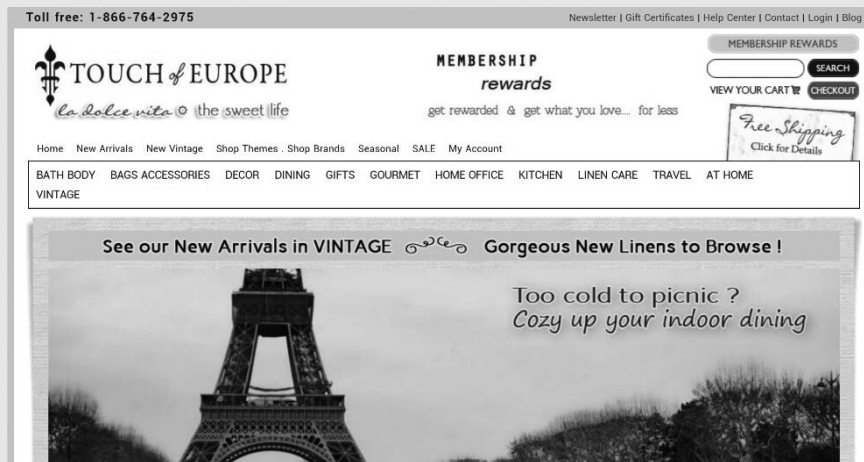 Toll free: 1-866-764-2975
Newsletter | Gift Certificates | Help Center | Contact | Login | Blog
MEMBERSHIP REWARDS
SEARCH
VIEW YOUR CART
CHECKOUT
TOUCH of EUROPE
la dolce vita the sweet life
MEMBERSHIP
rewards
get rewarded & get what you love.... for less
Free Shipping
Click for Details
Home New Arrivals New Vintage Shop Themes . Shop Brands Seasonal SALE My Account
BATH BODY BAGS ACCESSORIES DECOR DINING GIFTS GOURMET HOME OFFICE KITCHEN LINEN CARE TRAVEL AT HOME
VINTAGE
See our New Arrivals in VINTAGE Gorgeous New Linens to Browse !
Too cold to picnic ?
Cozy up your indoor dining